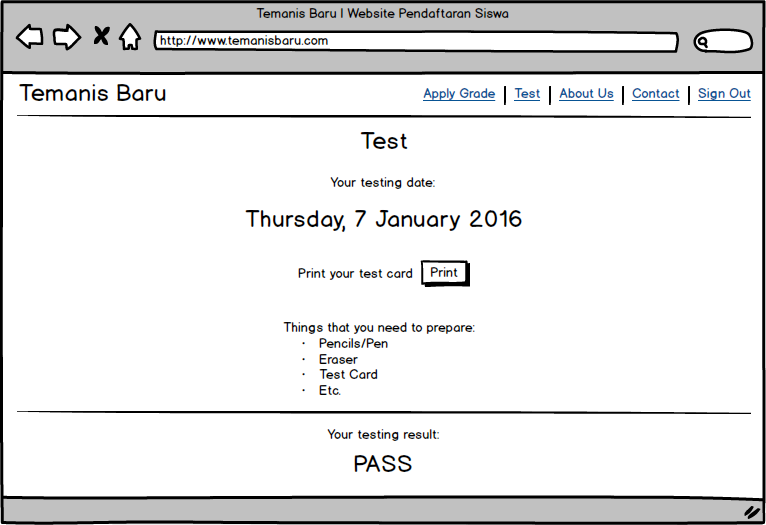 Temanis Baru | Website Pendaftaran Siswa
http://www.temanisbaru.com
Temanis Baru
Apply Grade | Test | About Us | Contact | Sign Out
Test
Your testing date:
Thursday, 7 January 2016
Print your test card Print
Things that you need to prepare:
· Pencils/Pen
· Eraser
· Test Card
· Etc.
Your testing result:
PASS